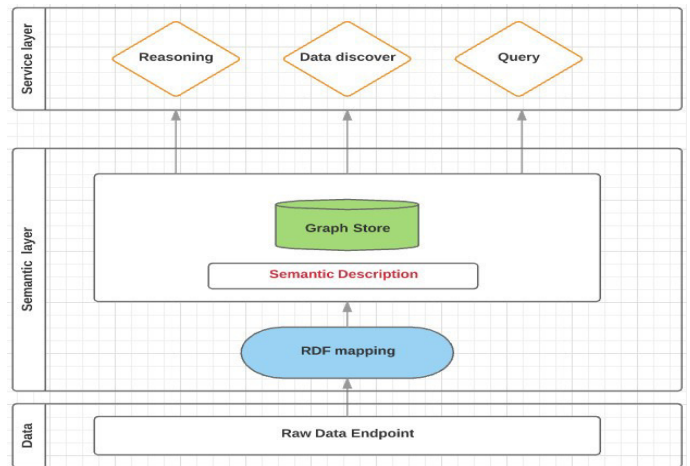 Service layer
Reasoning
Data discover
Query
Semantic layer
Graph Store
Semantic Description
RDF mapping
Data
Raw Data Endpoint